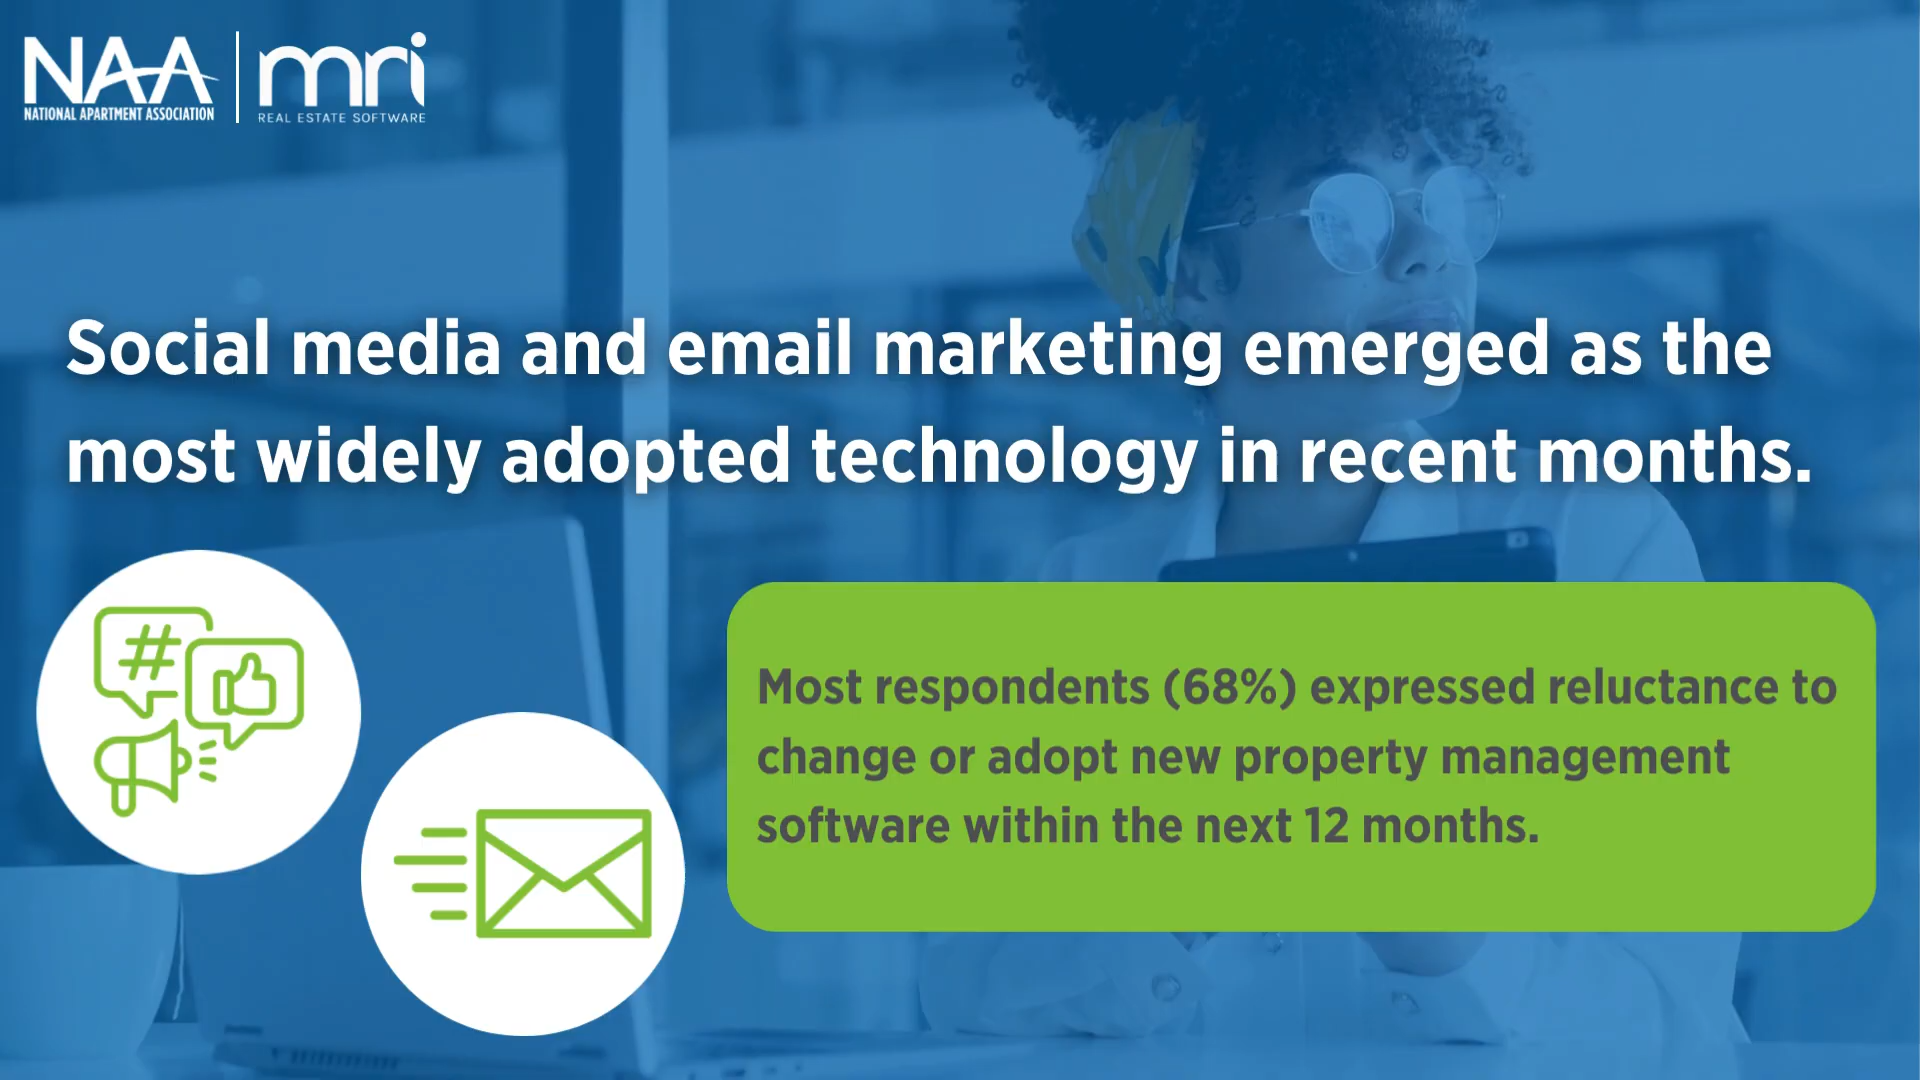 NAA
NATIONAL APARTMENT ASSOCIATION
mri
REAL ESTATE SOFTWARE
Social media and email marketing emerged as the
most widely adopted technology in recent months.
#
Most respondents (68%) expressed reluctance to
change or adopt new property management
software within the next 12 months.